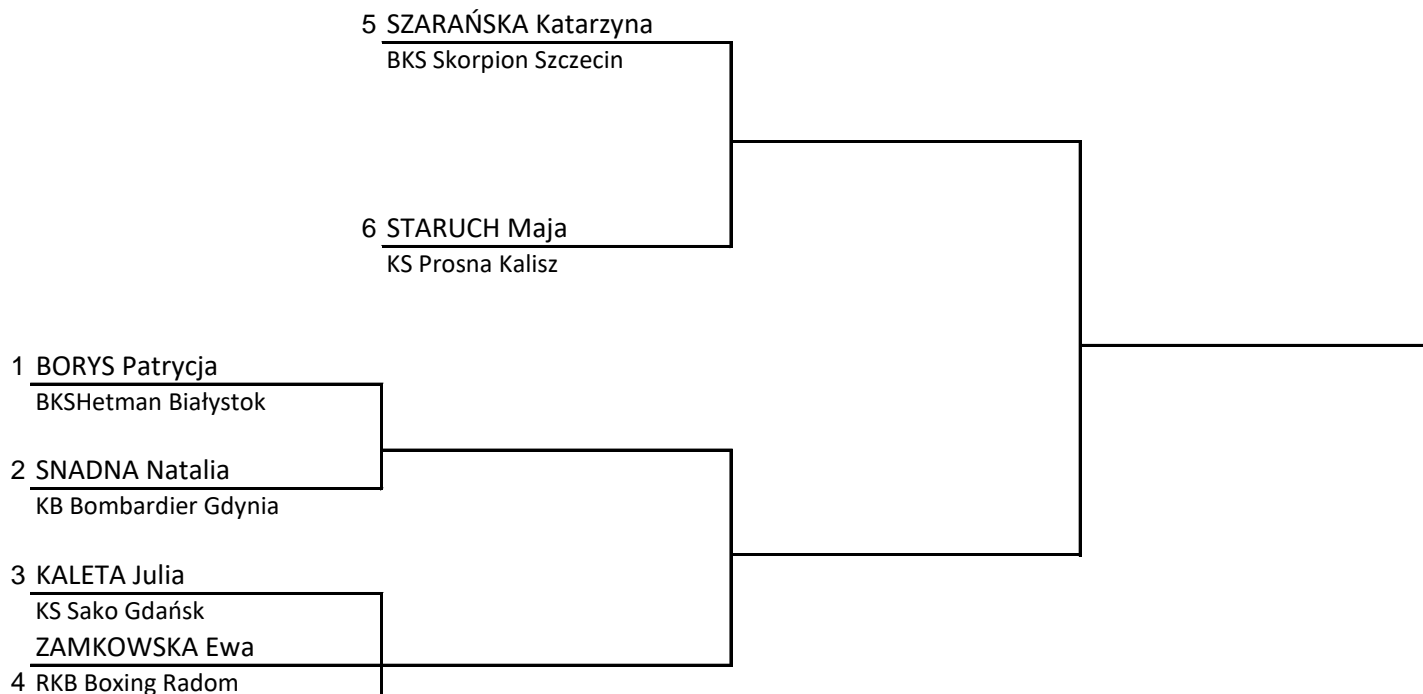 5 SZARAŃSKA Katarzyna
BKS Skorpion Szczecin
6 STARUCH Maja
KS Prosna Kalisz
1 BORYS Patrycja
BKSHetman Białystok
2 SNADNA Natalia
KB Bombardier Gdynia
3 KALETA Julia
KS Sako Gdańsk
ZAMKOWSKA Ewa
4 RKB Boxing Radom